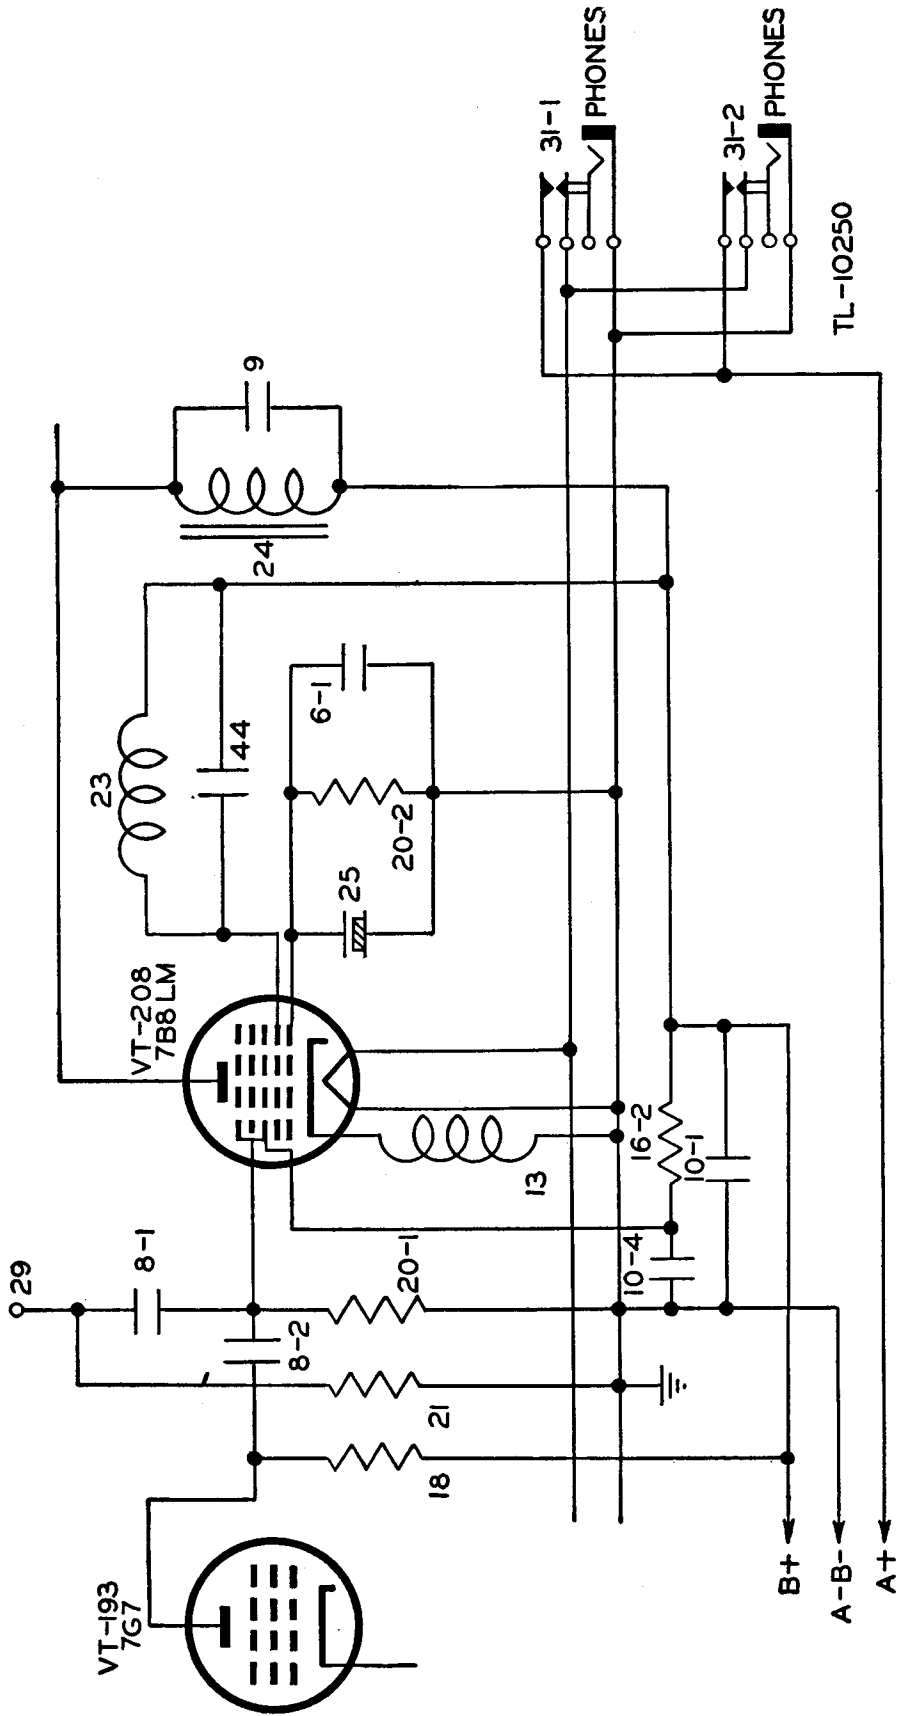 VT-193
7G7
18
21
29
8-1
8-2
20-1
VT-208
7B8LM
13
10-4
16-2
10-1
23
44
25
20-2
6-1
24
9
31-1
PHONES
31-2
PHONES
B+
A-B-
A+
TL-10250